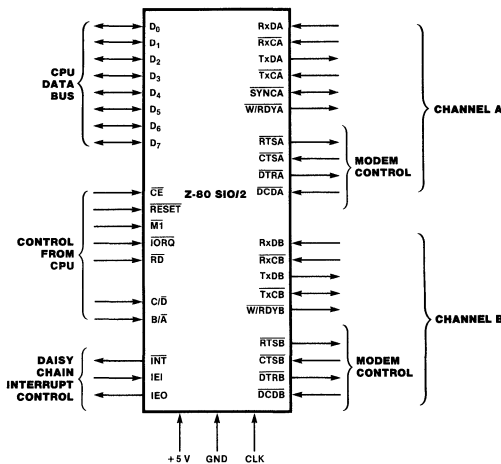 CPU
DATA
BUS
D0
D1
D2
D3
D4
D5
D6
D7
CONTROL
FROM
CPU
CE
RESET
M1
IORQ
RD
C/D
B/A
DAISY
CHAIN
INTERRUPT
CONTROL
INT
IEI
IEO
Z-80 SIO/2
RxDA
RxCA
TxDA
TxCA
SYNCA
W/RDYA
RTSA
CTSA
DTRA
DCDA
MODEM
CONTROL
CHANNEL A
RxDB
RxCB
TxDB
TxCB
W/RDYB
RTSB
CTSB
DTRB
DCDB
MODEM
CONTROL
CHANNEL B
+5 V GND CLK